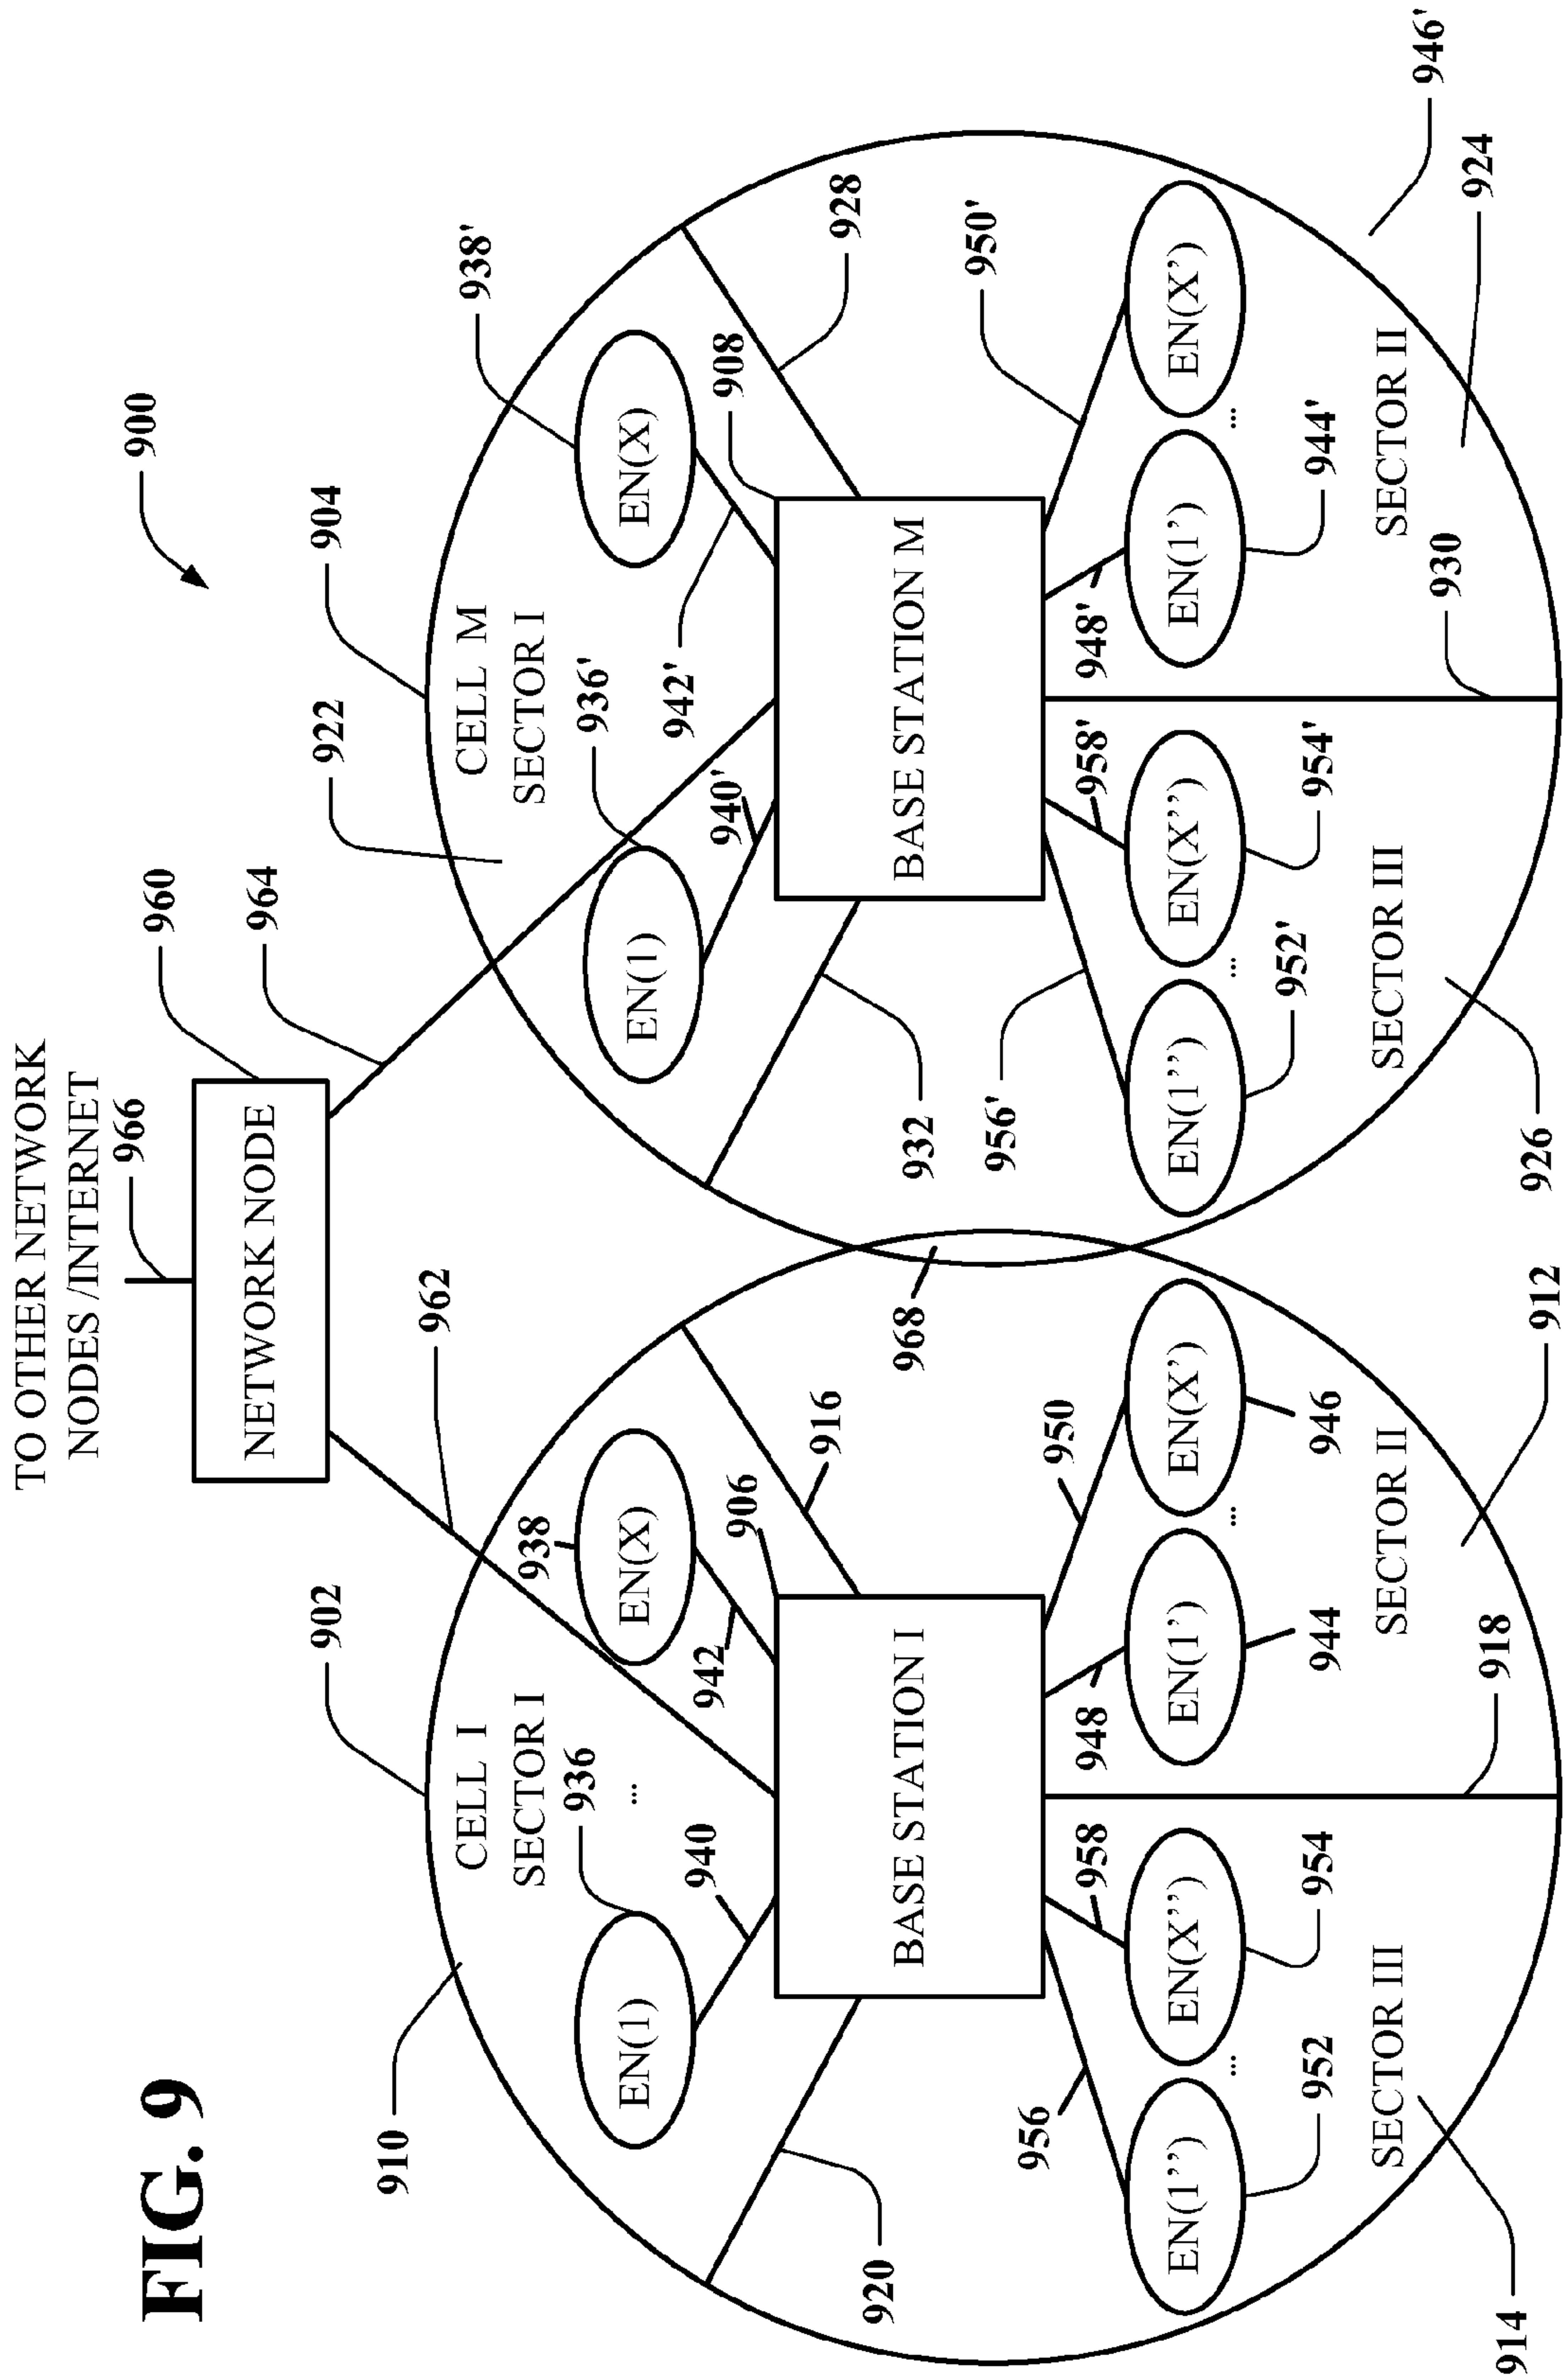 FIG. 9
TO OTHER NETWORK
NODES /INTERNET
966
NETWORK NODE
960
900
962
964
910
902
922
904
CELL I
SECTOR I
936
...
938
EN(1)
EN(X)
940
942
906
916
BASE STATION I
920
956
958
948
950
EN(1'')
...
EN(X'')
EN(1')
...
EN(X')
952
954
944
946
SECTOR III
SECTOR II
914
918
912
968
CELL M
SECTOR I
936'
938'
EN(1)
EN(X)
942'
940'
908
928
BASE STATION M
932
956'
958'
948'
950'
EN(1'')
...
EN(X'')
EN(1')
...
EN(X')
952'
954'
944'
946'
SECTOR III
SECTOR II
926
930
924